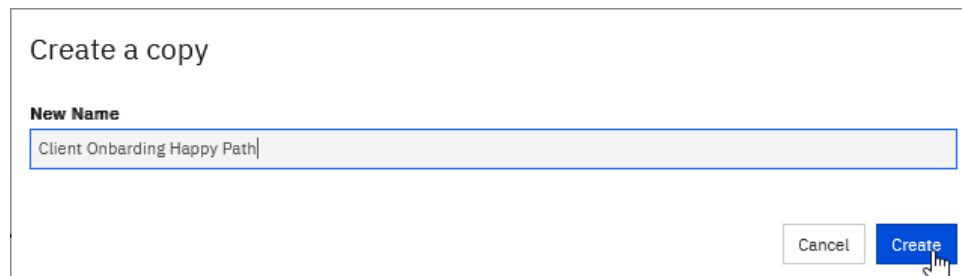 Create a copy
New Name
Client Onbarding Happy Path
Cancel Create